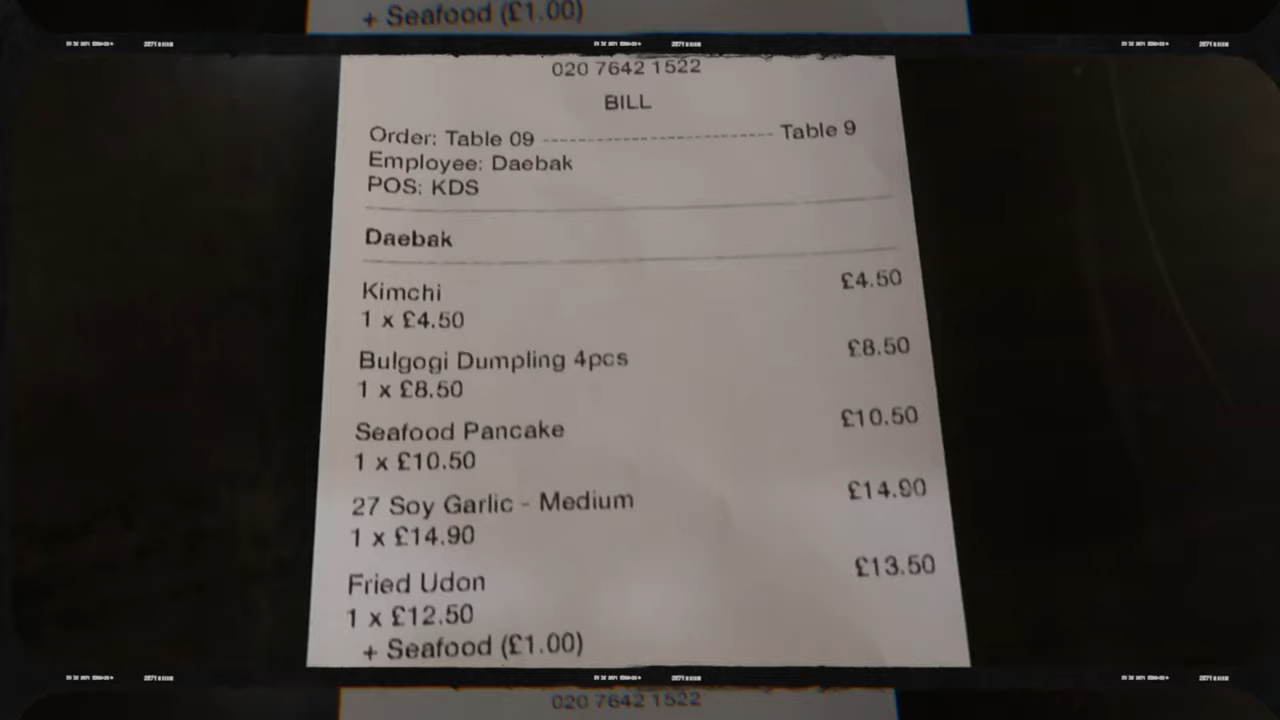 + Seafood (£1.00)
020 7642 1522
BILL
Order: Table 09 ------------------------- Table 9
Employee: Daebak
POS: KDS
Daebak
Kimchi £4.50
1 x £4.50
Bulgogi Dumpling 4pcs £8.50
1 x £8.50
Seafood Pancake £10.50
1 x £10.50
27 Soy Garlic - Medium £14.90
1 x £14.90
Fried Udon £13.50
1 x £12.50
+ Seafood (£1.00)
020 7642 1522